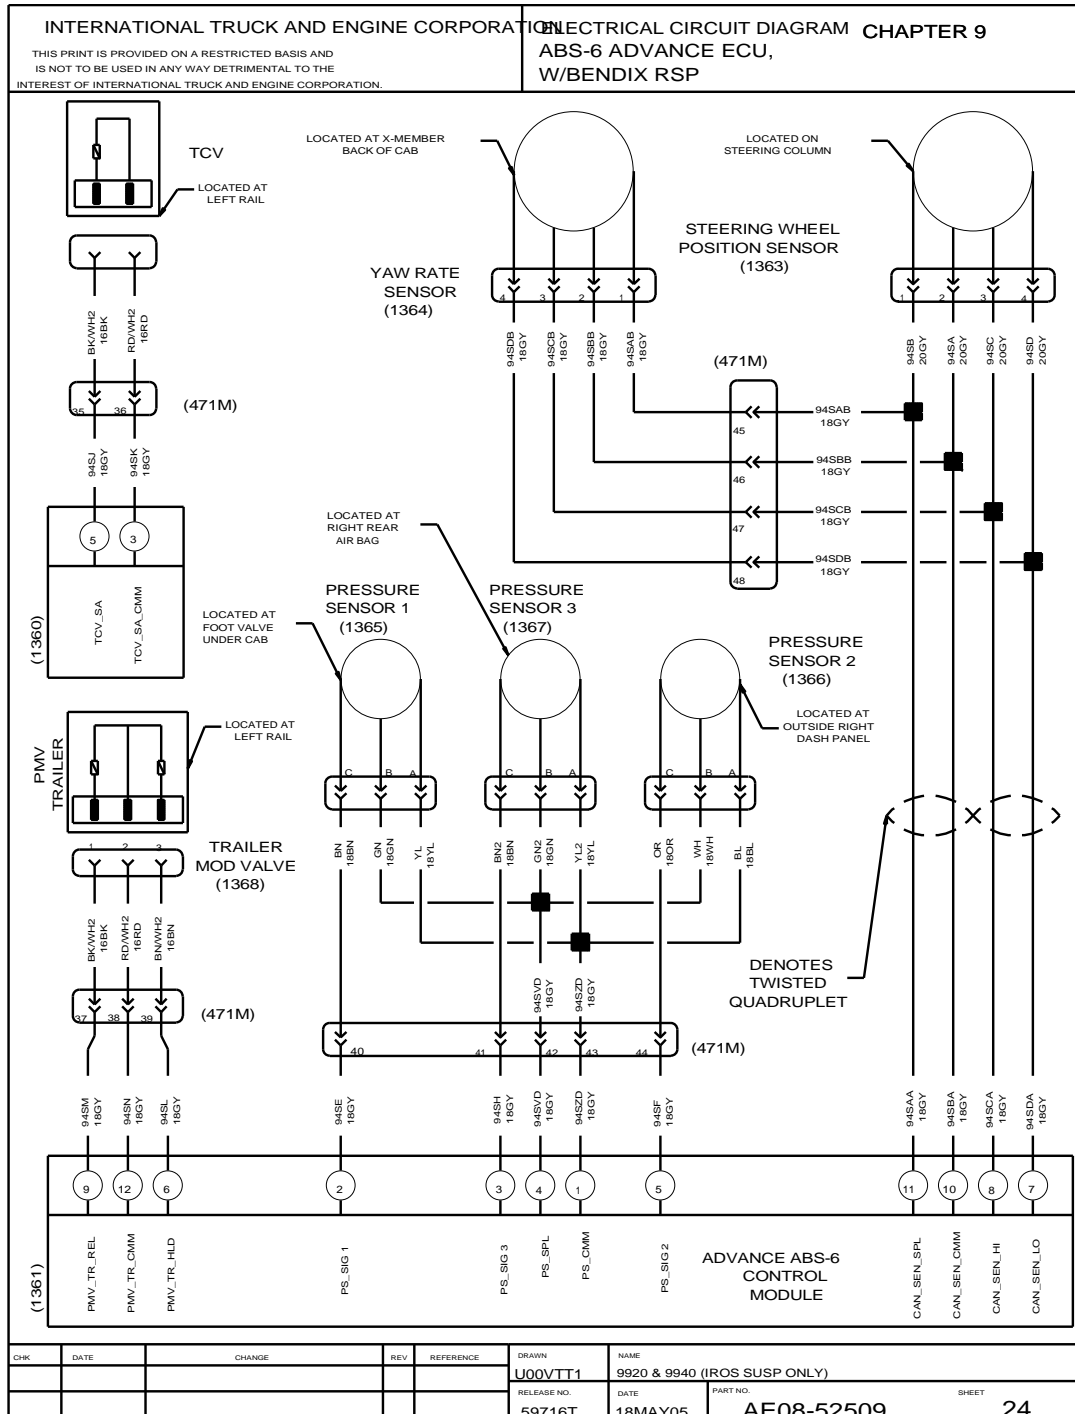 INTERNATIONAL TRUCK AND ENGINE CORPORATION
THIS PRINT IS PROVIDED ON A RESTRICTED BASIS AND
IS NOT TO BE USED IN ANY WAY DETRIMENTAL TO THE
INTEREST OF INTERNATIONAL TRUCK AND ENGINE CORPORATION.
ELECTRICAL CIRCUIT DIAGRAM
ABS-6 ADVANCE ECU,
W/BENDIX RSP
CHAPTER 9
TCV
LOCATED AT
LEFT RAIL
LOCATED AT X-MEMBER
BACK OF CAB
LOCATED ON
STEERING COLUMN
YAW RATE
SENSOR
(1364)
STEERING WHEEL
POSITION SENSOR
(1363)
4 3 2 1
1 2 3 4
BK/WH2
16BK
RD/WH2
16RD
94SDB
18GY
94SCB
18GY
94SBB
18GY
94SAB
18GY
94SB
20GY
94SA
20GY
94SC
20GY
94SD
20GY
35 36
(471M)
(471M)
45
94SAB
18GY
46
94SBB
18GY
47
94SCB
18GY
48
94SDB
18GY
94SJ
18GY
94SK
18GY
5 3
TCV_SA
TCV_SA_CMM
(1360)
LOCATED AT
RIGHT REAR
AIR BAG
LOCATED AT
FOOT VALVE
UNDER CAB
PRESSURE
SENSOR 1
(1365)
PRESSURE
SENSOR 3
(1367)
PRESSURE
SENSOR 2
(1366)
LOCATED AT
OUTSIDE RIGHT
DASH PANEL
PMV
TRAILER
LOCATED AT
LEFT RAIL
C B A
C B A
C B A
1 2 3
TRAILER
MOD VALVE
(1368)
BN
18BN
GN
18GN
YL
18YL
BN2
18BN
GN2
18GN
YL2
18YL
OR
18OR
WH
18WH
BL
18BL
BK/WH2
16BK
RD/WH2
16RD
BN/WH2
16BN
DENOTES
TWISTED
QUADRUPLET
94SVD
18GY
94SZD
18GY
37 38 39
(471M)
40 41 42 43 44
(471M)
94SM
18GY
94SN
18GY
94SL
18GY
94SE
18GY
94SH
18GY
94SVD
18GY
94SZD
18GY
94SF
18GY
94SAA
18GY
94SBA
18GY
94SCA
18GY
94SDA
18GY
9 12 6 2 3 4 1 5 11 10 8 7
(1361)
PMV_TR_REL
PMV_TR_CMM
PMV_TR_HLD
PS_SIG 1
PS_SIG 3
PS_SPL
PS_CMM
PS_SIG 2
ADVANCE ABS-6
CONTROL
MODULE
CAN_SEN_SPL
CAN_SEN_CMM
CAN_SEN_HI
CAN_SEN_LO
CHK DATE CHANGE REV REFERENCE
DRAWN
U00VTT1
NAME
9920 & 9940 (IROS SUSP ONLY)
RELEASE NO.
59716T
DATE
18MAY05
PART NO.
AE08-52509
SHEET
24